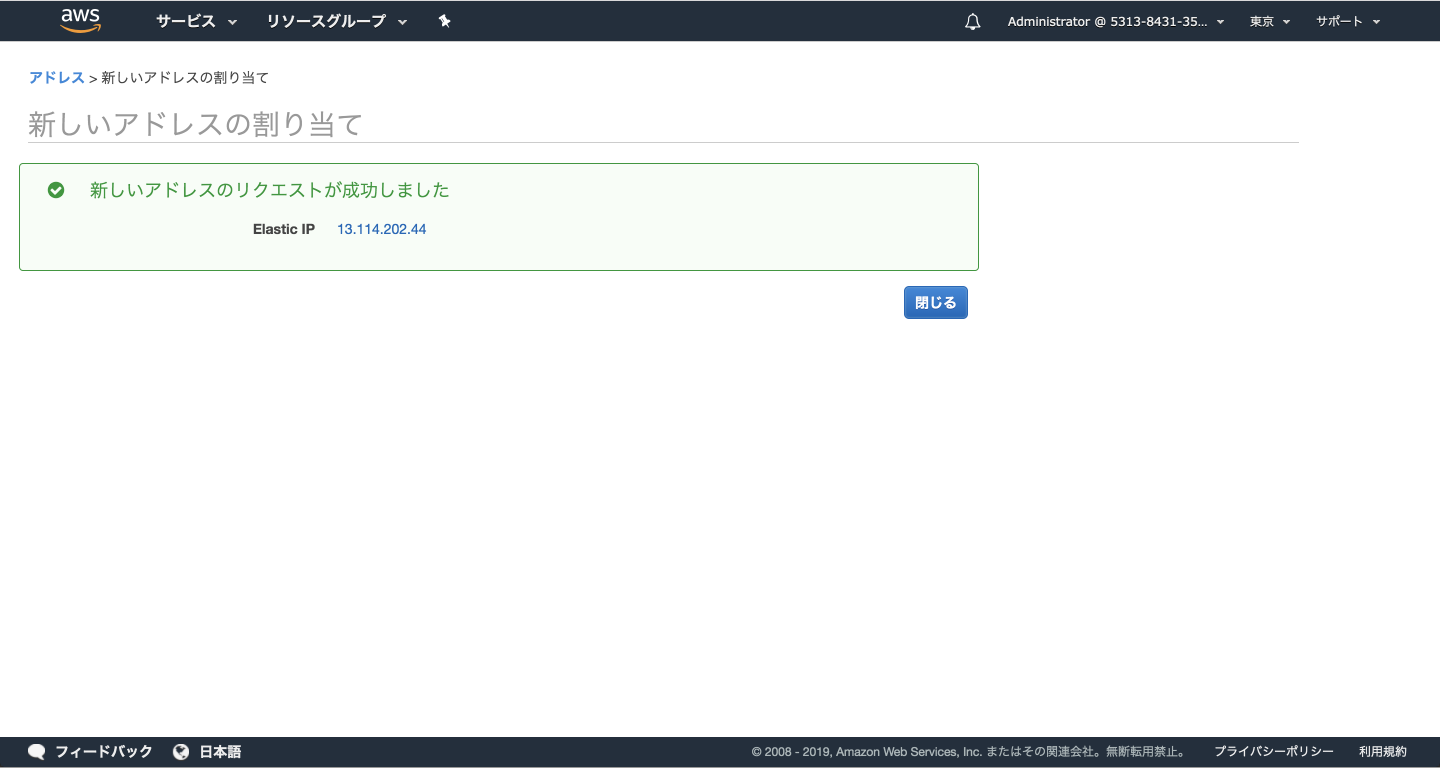 aws サービス リソースグループ Administrator @ 5313-8431-35... 東京 サポート
アドレス > 新しいアドレスの割り当て
新しいアドレスの割り当て
新しいアドレスのリクエストが成功しました
Elastic IP 13.114.202.44
閉じる
フィードバック 日本語 © 2008 - 2019, Amazon Web Services, Inc. またはその関連会社。無断転用禁止。 プライバシーポリシー 利用規約